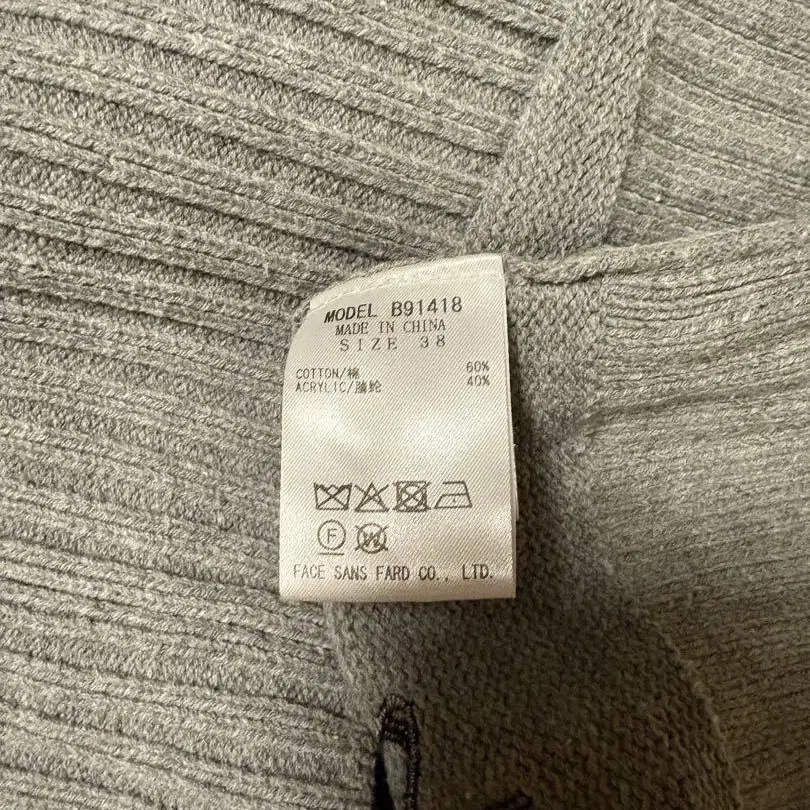 MODEL B91418
MADE IN CHINA
SIZE 38
COTTON/棉 60%
ACRYLIC/腈纶 40%
F
W
FACE SANS FARD CO., LTD.